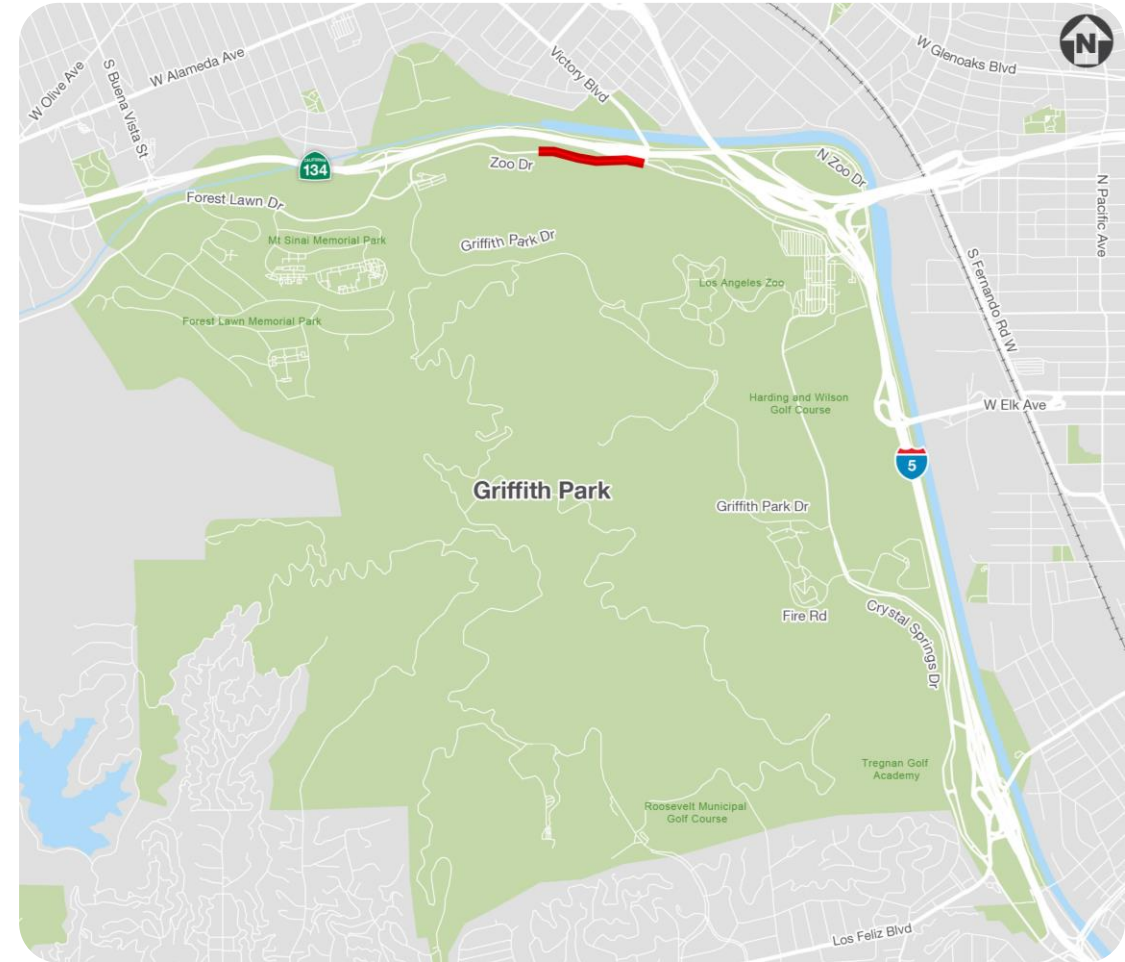 N
W Olive Ave
S Buena Vista St
W Alameda Ave
Victory Blvd
W Glenoaks Blvd
CALIFORNIA
134
Zoo Dr
N Zoo Dr
N Pacific Ave
Forest Lawn Dr
Mt Sinai Memorial Park
Griffith Park Dr
Los Angeles Zoo
S Fernando Rd W
Forest Lawn Memorial Park
Harding and Wilson
Golf Course
W Elk Ave
5
Griffith Park
Griffith Park Dr
Fire Rd
Crystal Springs Dr
Tregnan Golf
Academy
Roosevelt Municipal
Golf Course
Los Feliz Blvd